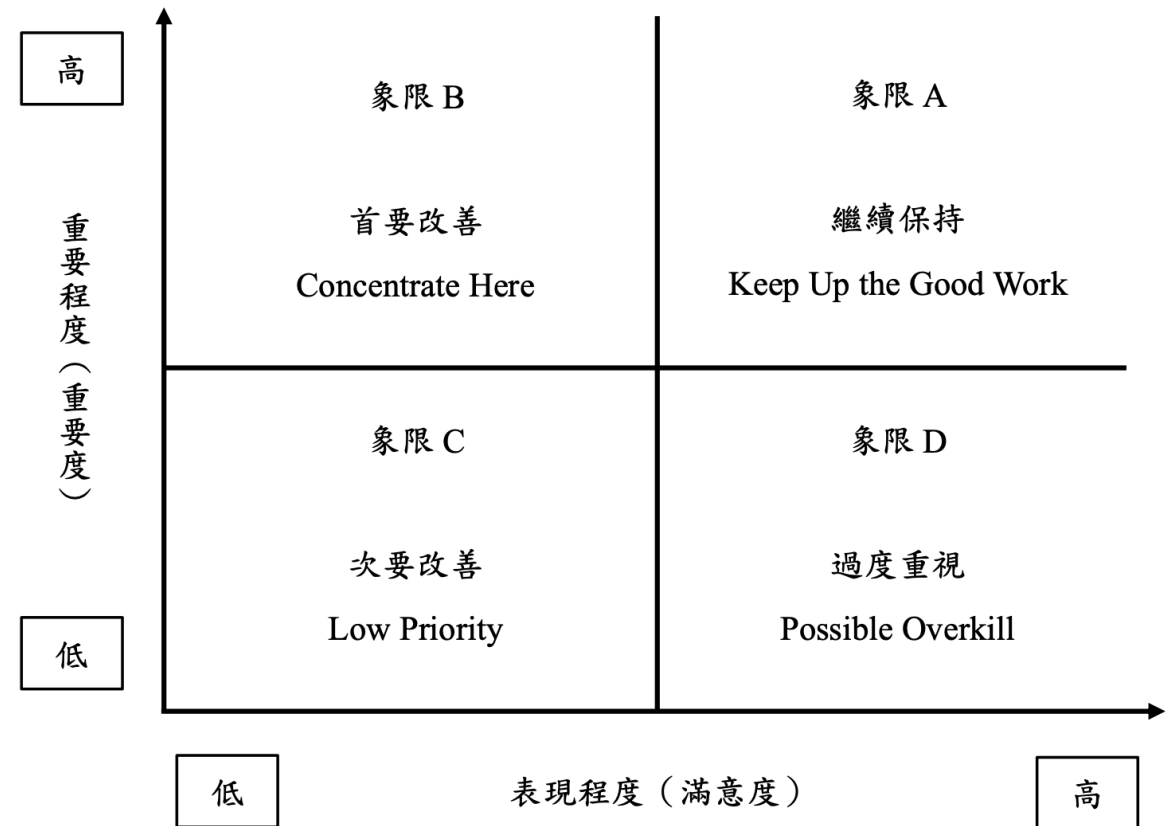 高
象限 B
象限 A
首要改善
繼續保持
Concentrate Here
Keep Up the Good Work
重要程度（重要度）
象限 C
象限 D
次要改善
過度重視
Low Priority
Possible Overkill
低
低
表現程度（滿意度）
高